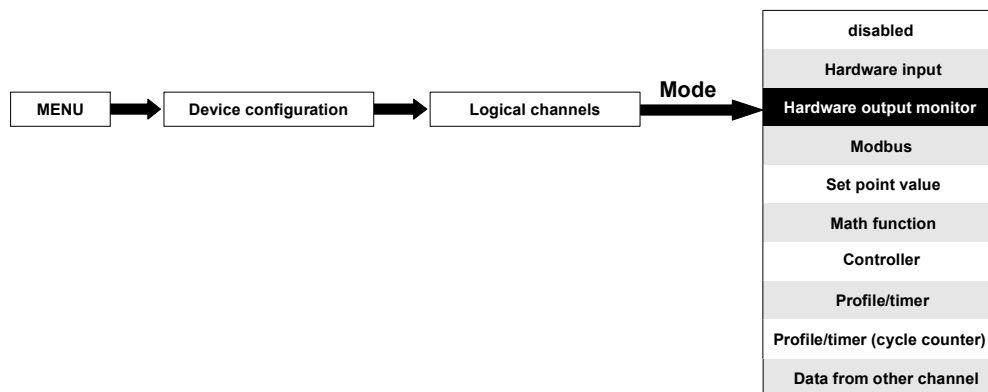 MENU
Device configuration
Logical channels
Mode
disabled
Hardware input
Hardware output monitor
Modbus
Set point value
Math function
Controller
Profile/timer
Profile/timer (cycle counter)
Data from other channel